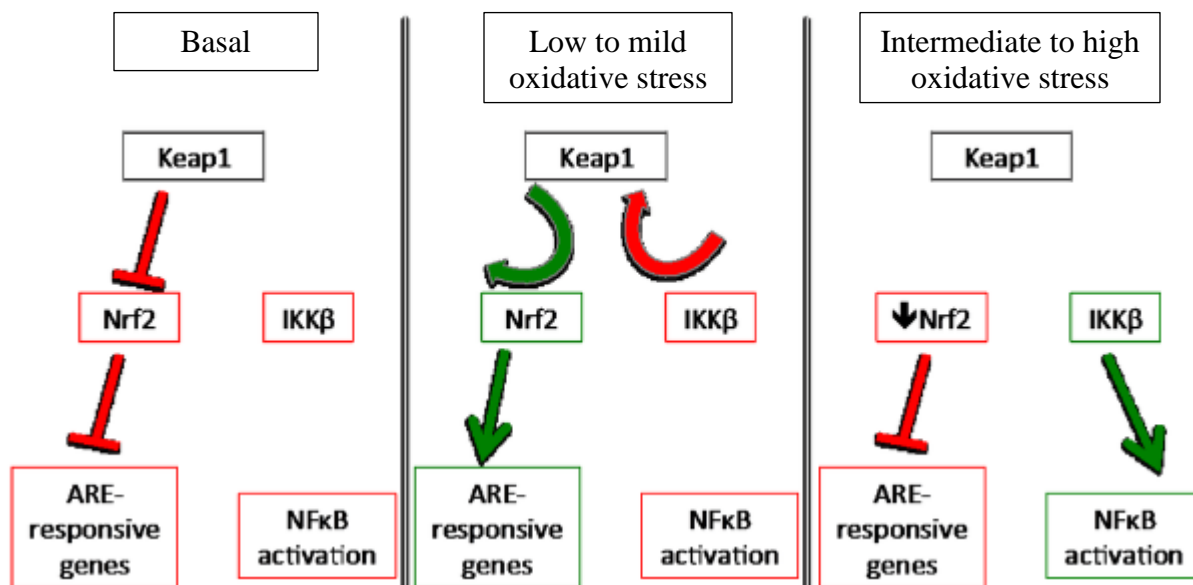 Basal
Keap1
Nrf2
IKKβ
ARE-
responsive
genes
NFκB
activation
Low to mild
oxidative stress
Keap1
Nrf2
IKKβ
ARE-
responsive
genes
NFκB
activation
Intermediate to high
oxidative stress
Keap1
🡻Nrf2
IKKβ
ARE-
responsive
genes
NFκB
activation